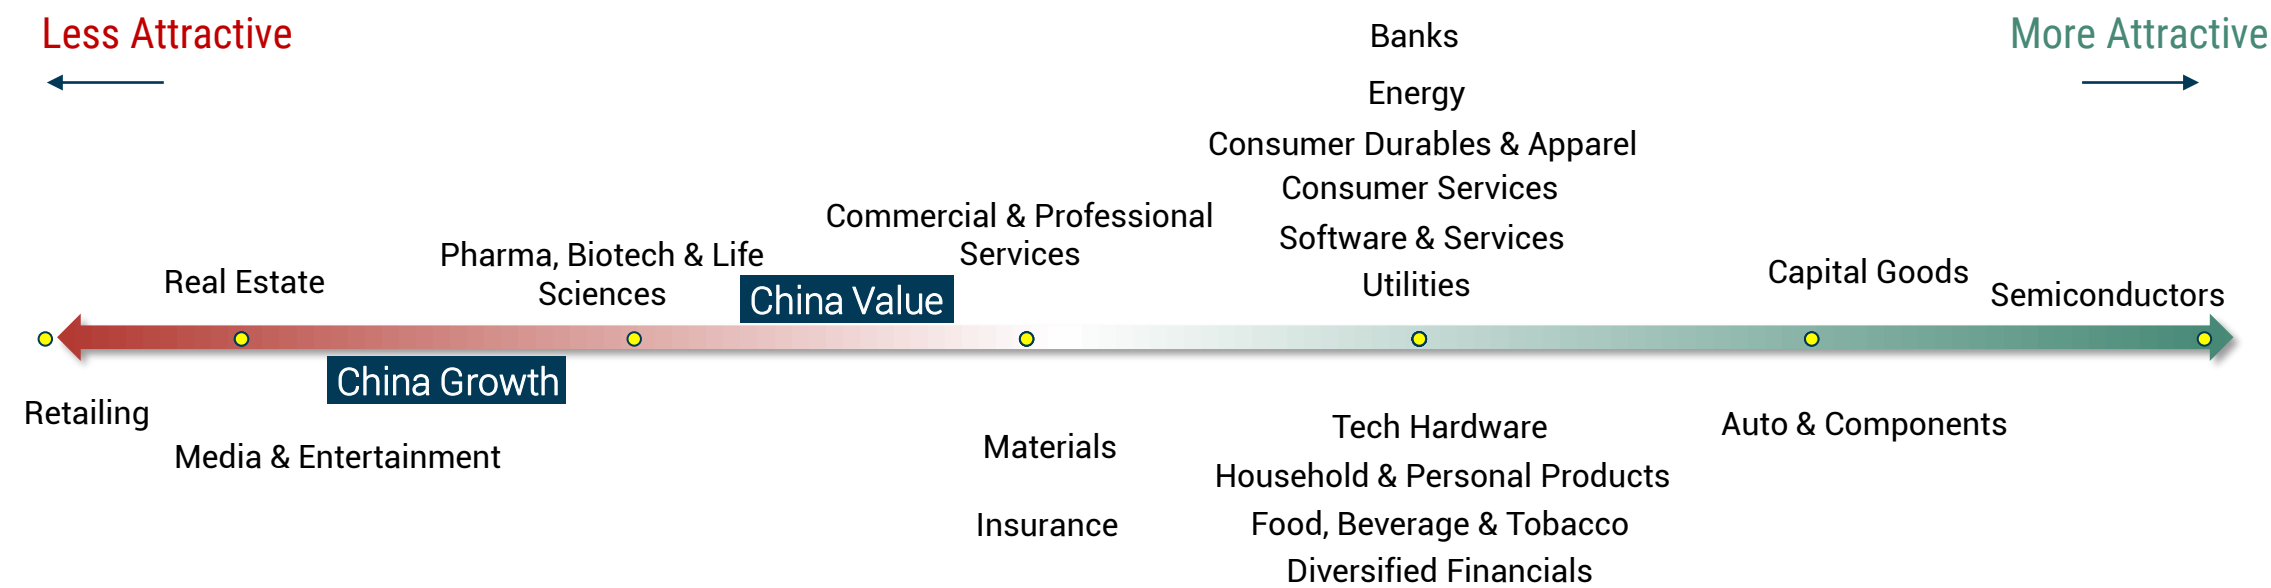 Less Attractive
More Attractive
Banks
Energy
Consumer Durables & Apparel
Consumer Services
Software & Services
Utilities
Commercial & Professional
Services
Pharma, Biotech & Life
Sciences
Real Estate
Capital Goods
Semiconductors
China Value
China Growth
Retailing
Media & Entertainment
Materials
Insurance
Tech Hardware
Household & Personal Products
Food, Beverage & Tobacco
Diversified Financials
Auto & Components